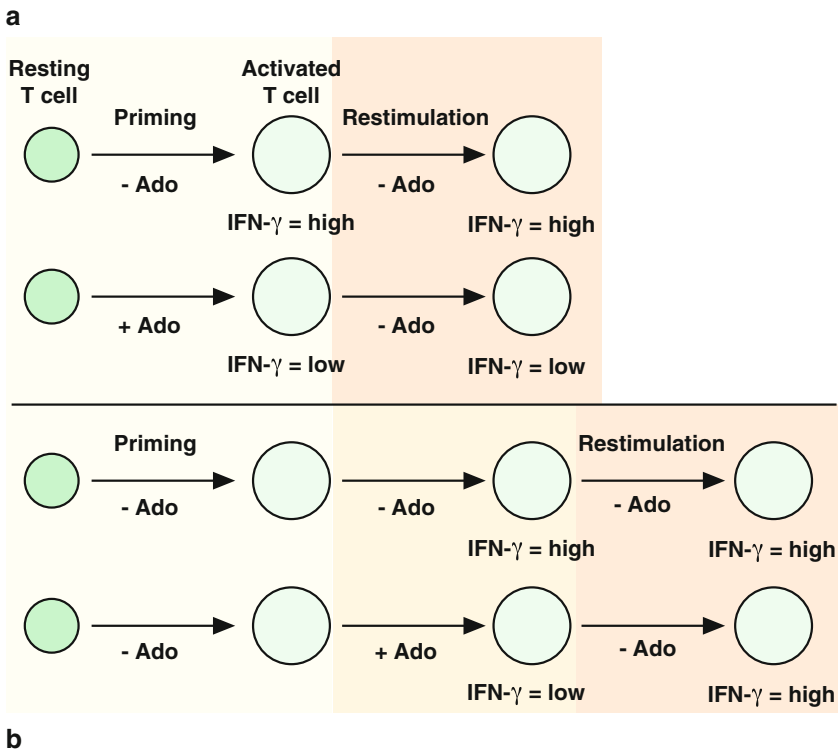 a
Resting
T cell
Activated
T cell
Priming
Restimulation
- Ado
- Ado
IFN-γ = high
IFN-γ = high
+ Ado
- Ado
IFN-γ = low
IFN-γ = low
Priming
Restimulation
- Ado
- Ado
- Ado
IFN-γ = high
IFN-γ = high
- Ado
+ Ado
- Ado
IFN-γ = low
IFN-γ = high
b